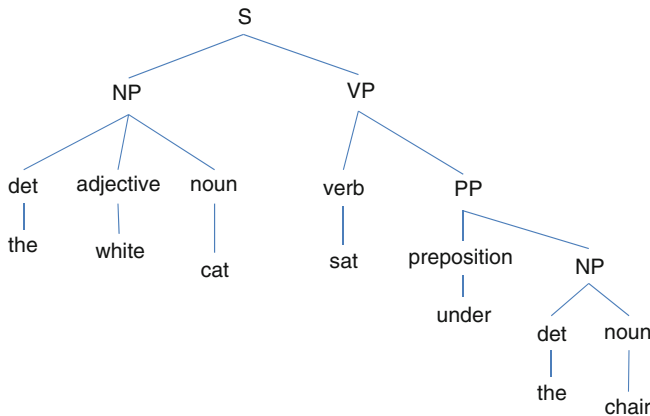 S
NP VP
det adjective noun verb PP
the white cat sat preposition NP
under det noun
the chair